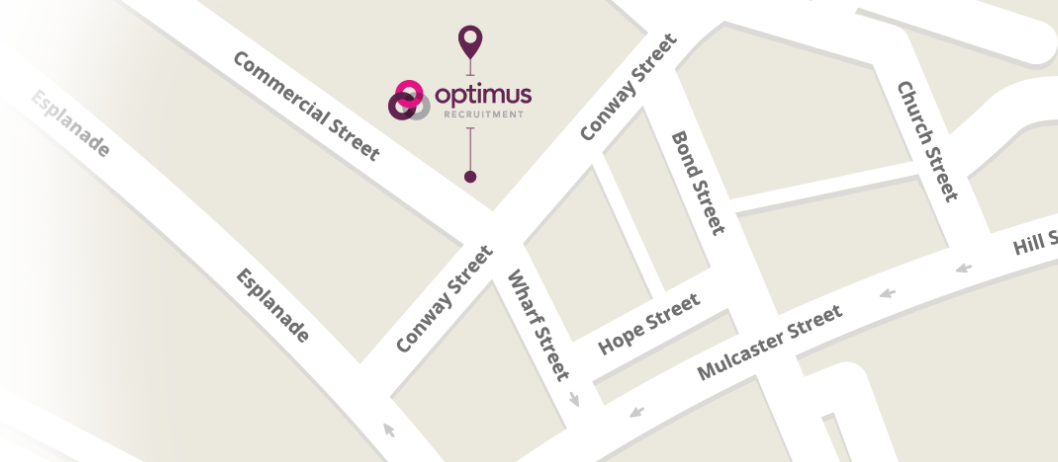 Commercial Street
optimus
RECRUITMENT
Conway Street
Esplanade
Church Street
Bond Street
Hill S
Conway Street
Wharf Street
Esplanade
Hope Street
Mulcaster Street